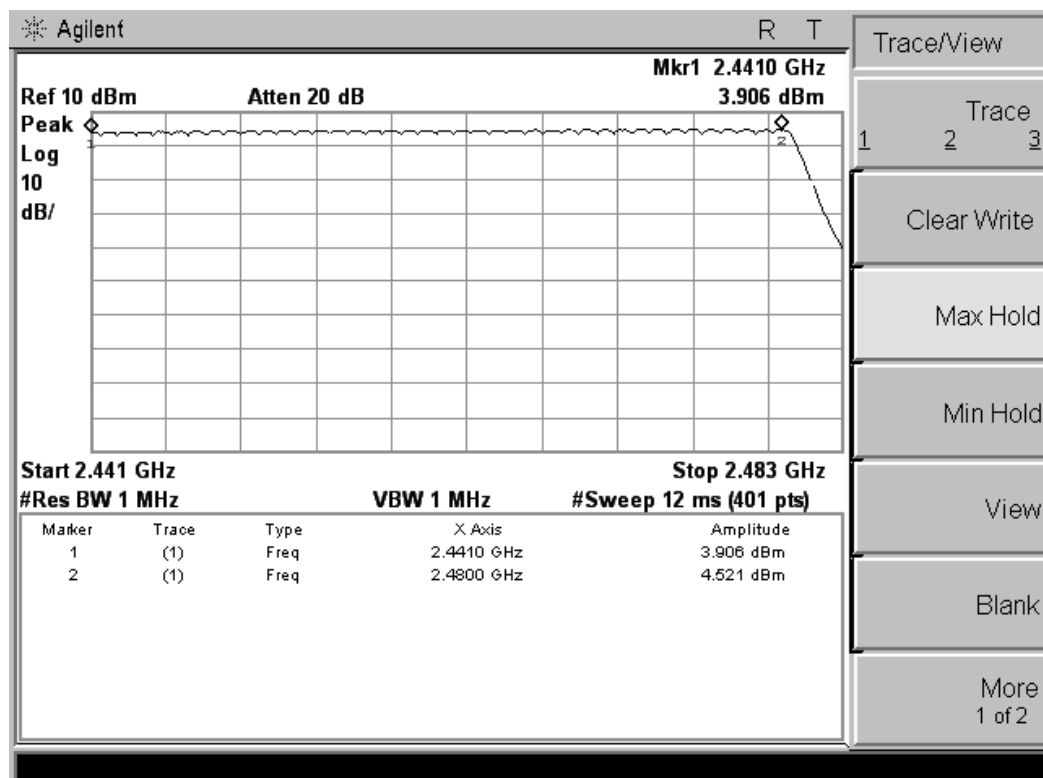 Agilent R T
Mkr1 2.4410 GHz
Ref 10 dBm Atten 20 dB 3.906 dBm
Peak
Log
10
dB/
1 2
Start 2.441 GHz Stop 2.483 GHz
#Res BW 1 MHz VBW 1 MHz #Sweep 12 ms (401 pts)
Marker Trace Type X Axis Amplitude
1 (1) Freq 2.4410 GHz 3.906 dBm
2 (1) Freq 2.4800 GHz 4.521 dBm
Trace/View
Trace
1 2 3
Clear Write
Max Hold
Min Hold
View
Blank
More
1 of 2